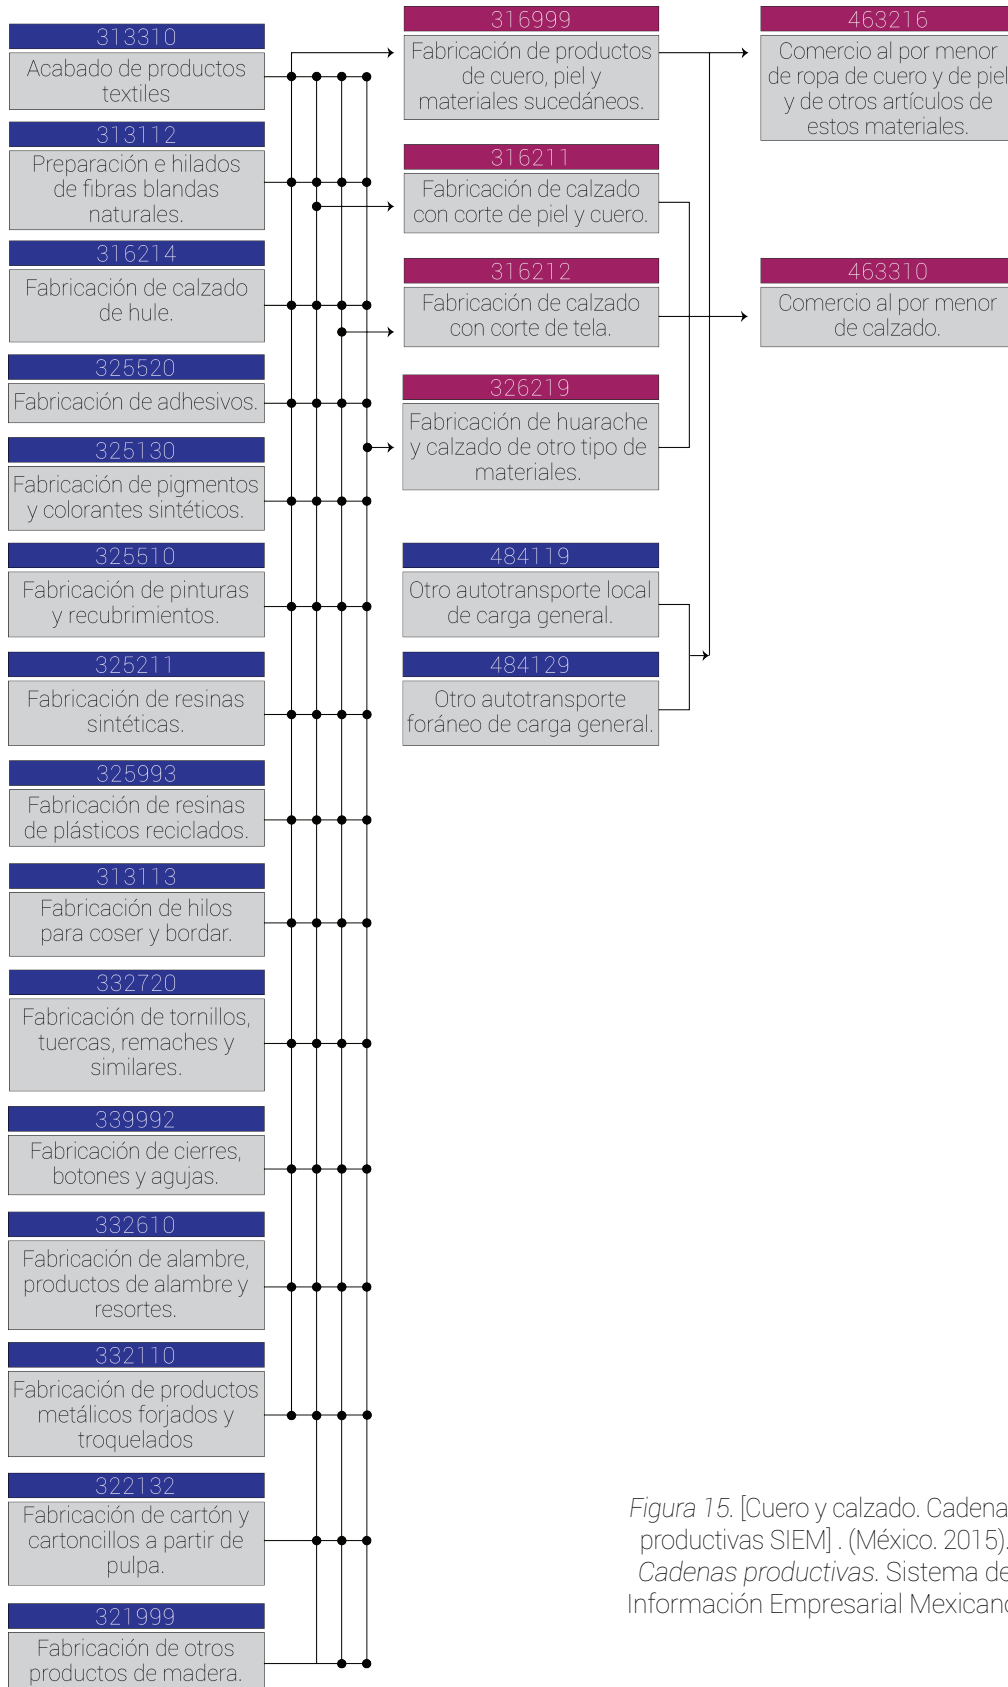 313310
Acabado de productos
textiles
313112
Preparación e hilados
de fibras blandas
naturales.
316214
Fabricación de calzado
de hule.
325520
Fabricación de adhesivos.
325130
Fabricación de pigmentos
y colorantes sintéticos.
325510
Fabricación de pinturas
y recubrimientos.
325211
Fabricación de resinas
sintéticas.
325993
Fabricación de resinas
de plásticos reciclados.
313113
Fabricación de hilos
para coser y bordar.
332720
Fabricación de tornillos,
tuercas, remaches y
similares.
339992
Fabricación de cierres,
botones y agujas.
332610
Fabricación de alambre,
productos de alambre y
resortes.
332110
Fabricación de productos
metálicos forjados y
troquelados
322132
Fabricación de cartón y
cartoncillos a partir de
pulpa.
321999
Fabricación de otros
productos de madera.
316999
Fabricación de productos
de cuero, piel y
materiales sucedáneos.
316211
Fabricación de calzado
con corte de piel y cuero.
316212
Fabricación de calzado
con corte de tela.
326219
Fabricación de huarache
y calzado de otro tipo de
materiales.
484119
Otro autotransporte local
de carga general.
484129
Otro autotransporte
foráneo de carga general.
463216
Comercio al por menor
de ropa de cuero y de piel
y de otros artículos de
estos materiales.
463310
Comercio al por menor
de calzado.
Figura 15. [Cuero y calzado. Cadena
productivas SIEM] . (México. 2015).
Cadenas productivas. Sistema de
Información Empresarial Mexicano